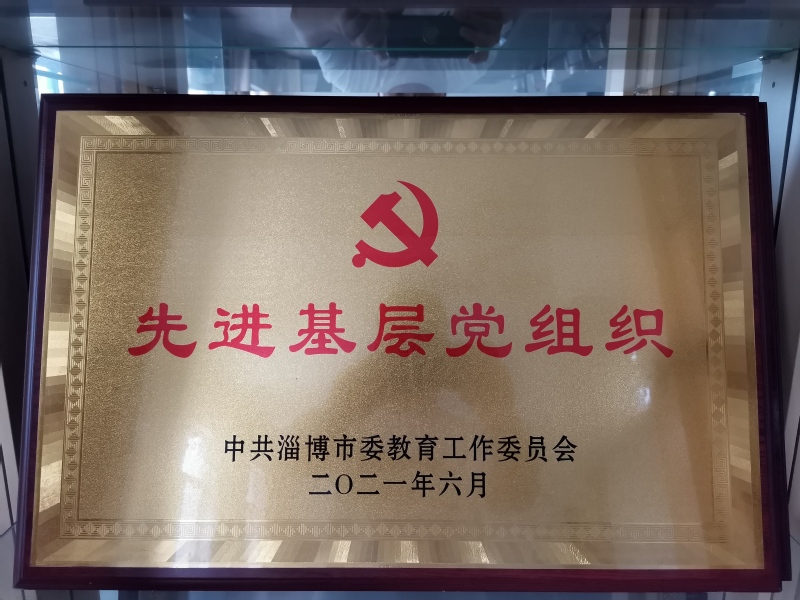 先进基层党组织
中共淄博市委教育工作委员会
二〇二一年六月